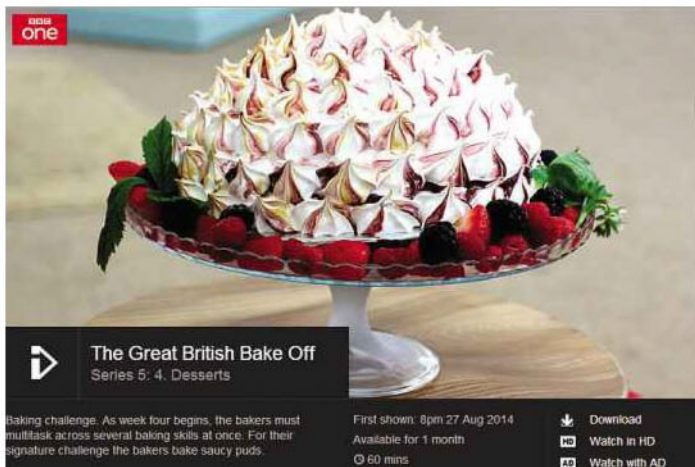 BBC
one
The Great British Bake Off
Series 5: 4. Desserts
Baking challenge. As week four begins, the bakers must
multitask across several baking skills at once. For their
signature challenge the bakers bake saucy puds.
First shown: 8pm 27 Aug 2014
Available for 1 month
60 mins
Download
HD Watch in HD
AD Watch with AD